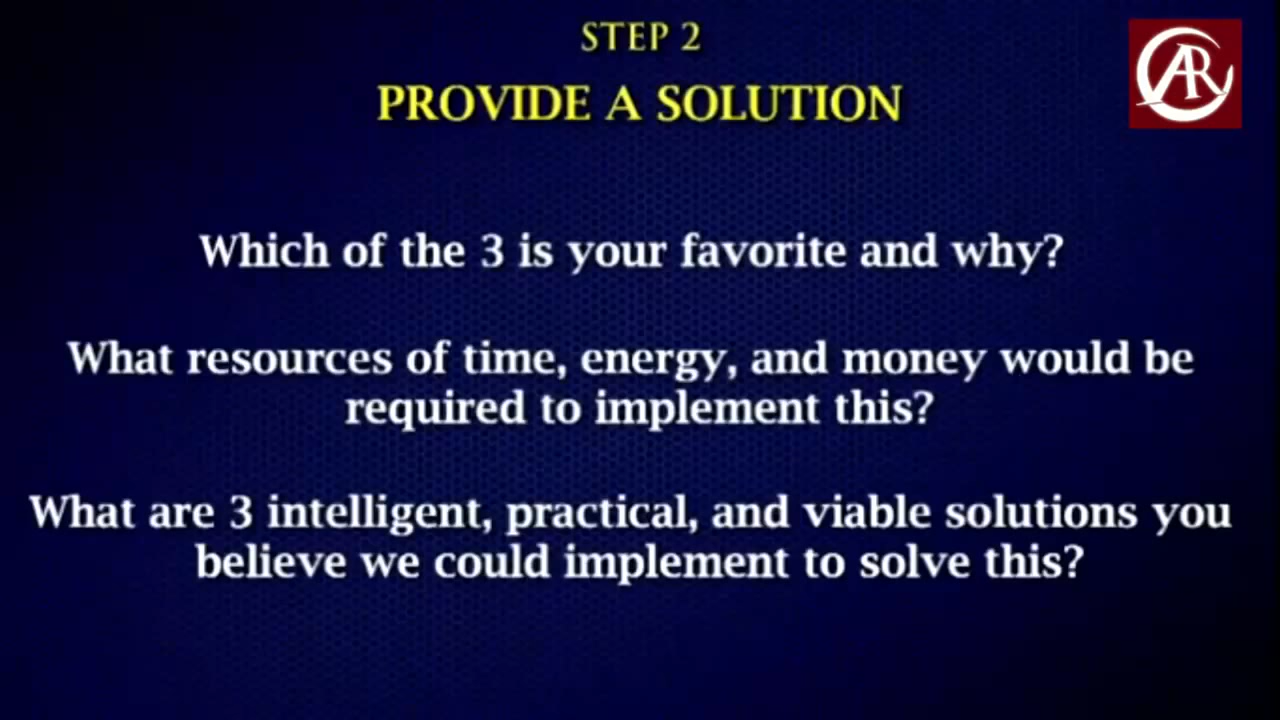 STEP 2
PROVIDE A SOLUTION
AR
Which of the 3 is your favorite and why?
What resources of time, energy, and money would be
required to implement this?
What are 3 intelligent, practical, and viable solutions you
believe we could implement to solve this?